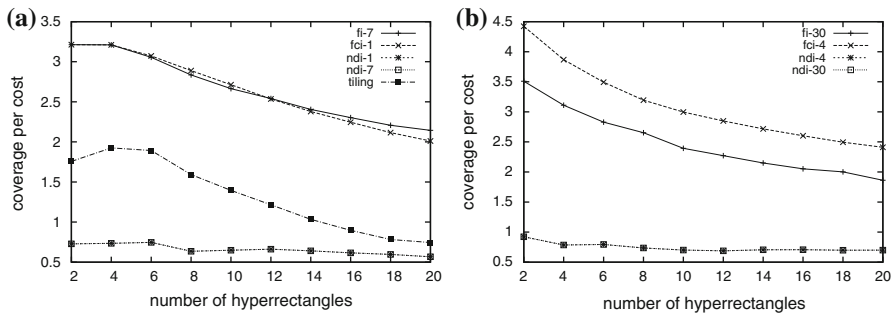 (a)
coverage per cost
3.5
3
2.5
2
1.5
1
0.5
2 4 6 8 10 12 14 16 18 20
number of hyperrectangles
fi-7
fci-1
ndi-1
ndi-7
tiling
(b)
coverage per cost
4.5
4
3.5
3
2.5
2
1.5
1
0.5
2 4 6 8 10 12 14 16 18 20
number of hyperrectangles
fi-30
fci-4
ndi-4
ndi-30